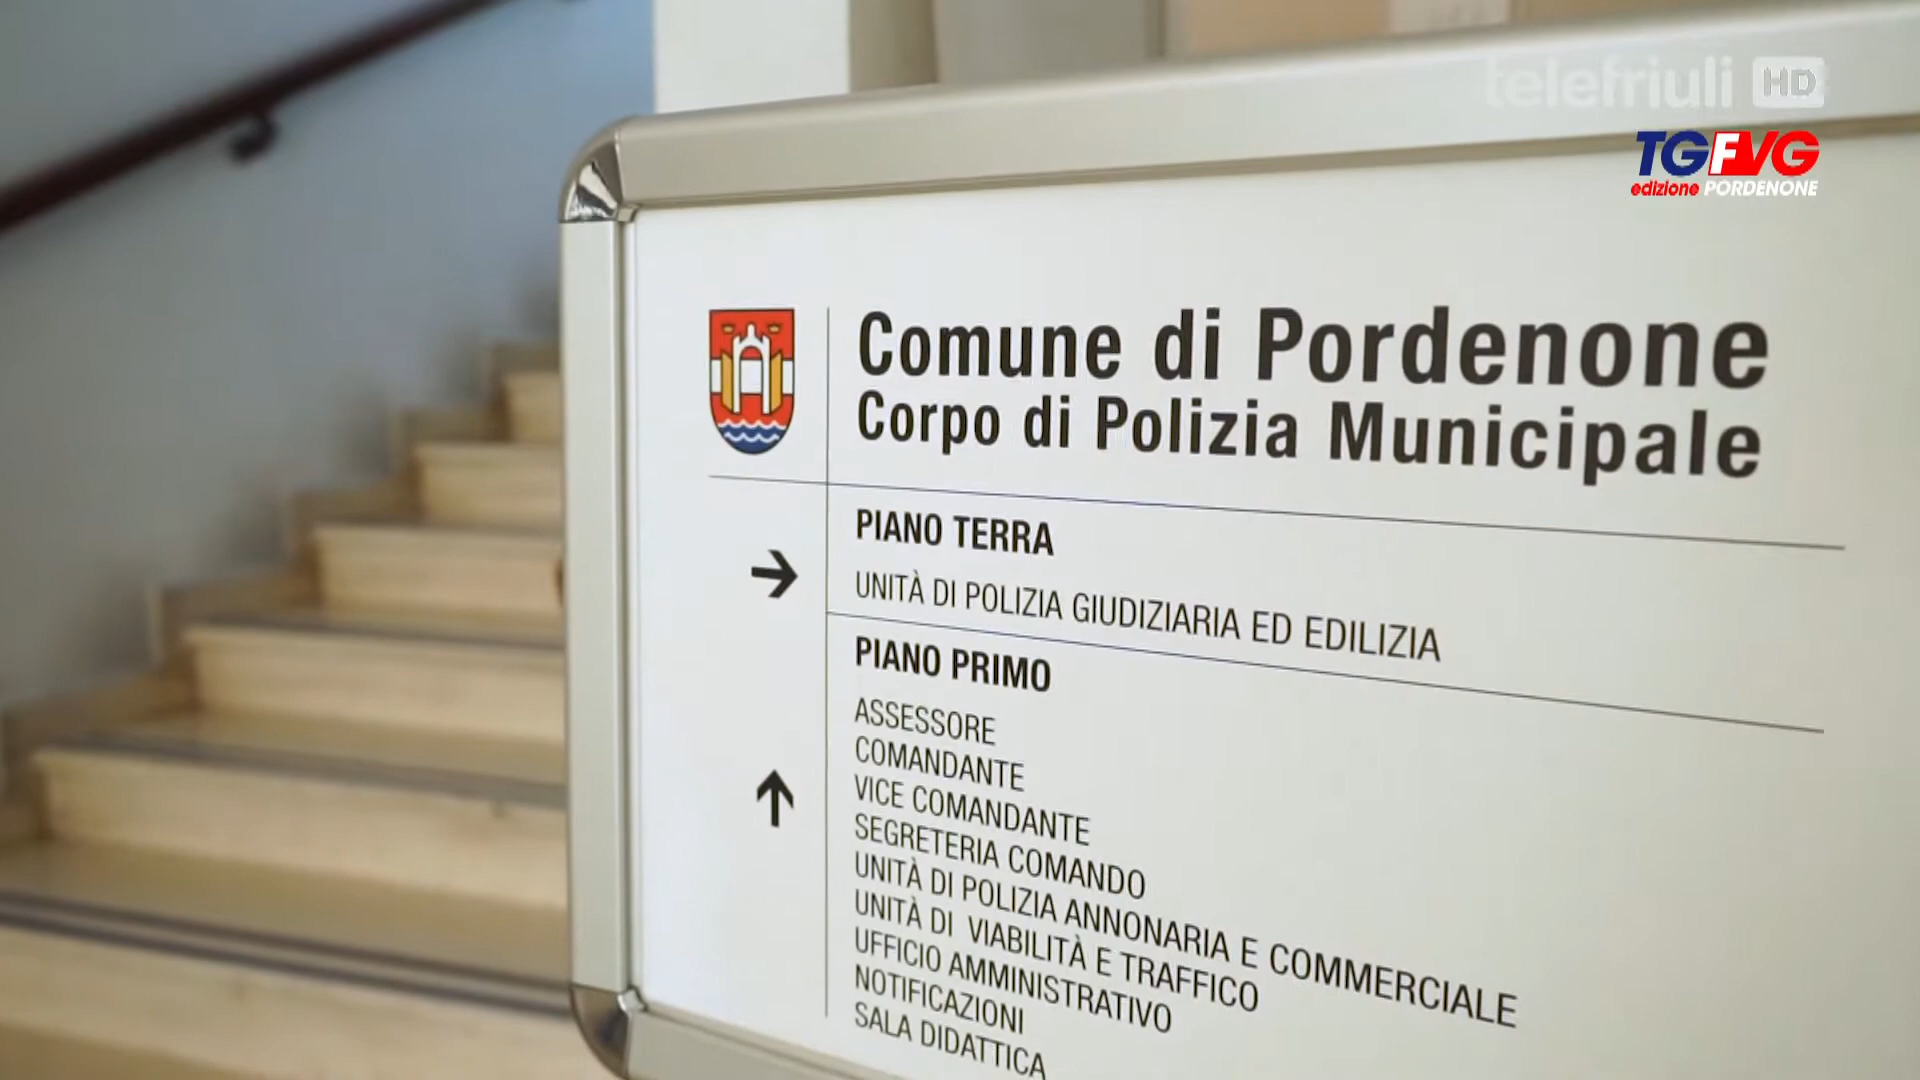 telefriuli HD
TGFVG
edizione PORDENONE
Comune di Pordenone
Corpo di Polizia Municipale
PIANO TERRA
UNITÀ DI POLIZIA GIUDIZIARIA ED EDILIZIA
PIANO PRIMO
ASSESSORE
COMANDANTE
VICE COMANDANTE
SEGRETERIA COMANDO
UNITÀ DI POLIZIA ANNONARIA E COMMERCIALE
UNITÀ DI VIABILITÀ E TRAFFICO
UFFICIO AMMINISTRATIVO
NOTIFICAZIONI
SALA DIDATTICA